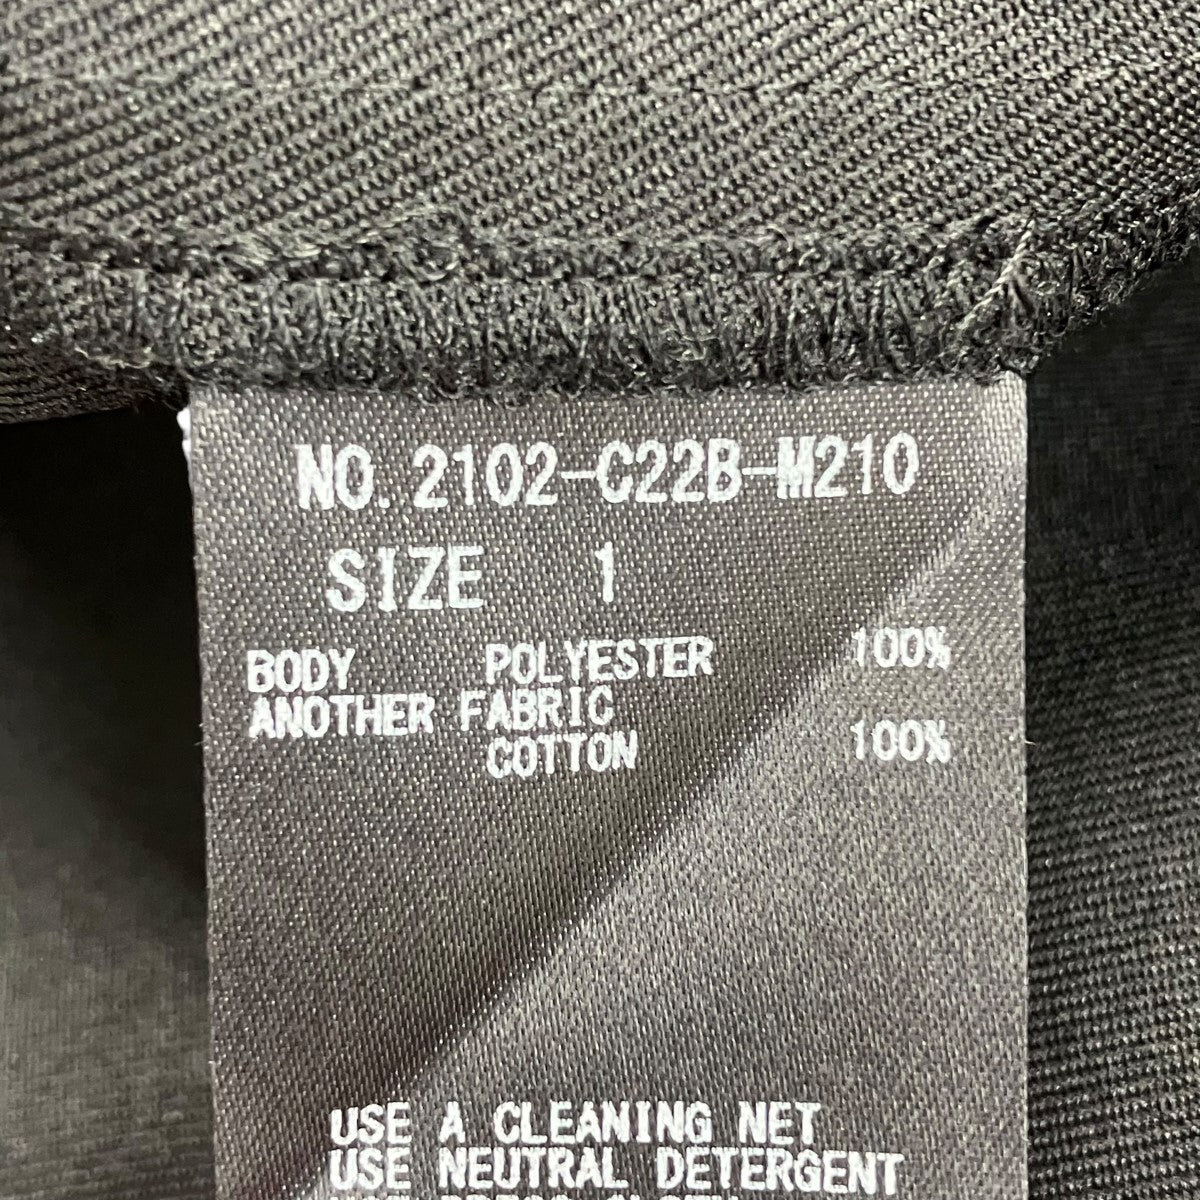 NO. 2102-C22B-M210
SIZE 1
BODY POLYESTER 100%
ANOTHER FABRIC
COTTON 100%
USE A CLEANING NET
USE NEUTRAL DETERGENT